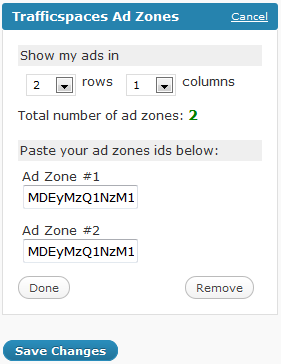 Trafficspaces Ad Zones Cancel
Show my ads in
2 rows 1 columns
Total number of ad zones: 2
Paste your ad zones ids below:
Ad Zone #1
MDEyMzQ1NzM1
Ad Zone #2
MDEyMzQ1NzM1
Done Remove
Save Changes